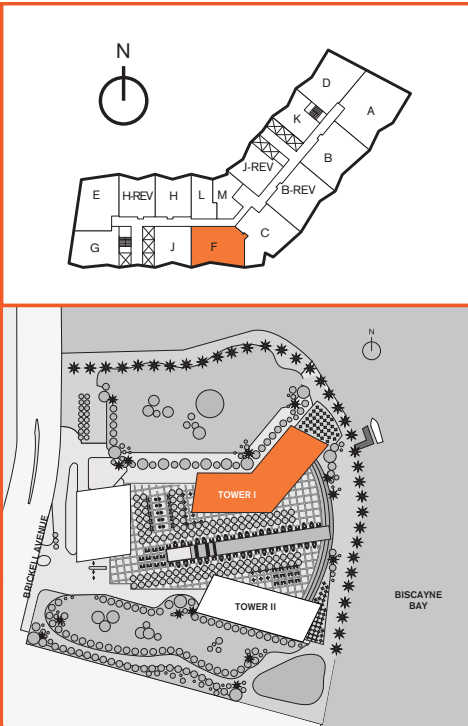 N
D
A
K
B
J-REV
B-REV
E
H-REV
H
L
M
G
J
F
C
N
TOWER I
BRICKELL AVENUE
TOWER II
BISCAYNE
BAY